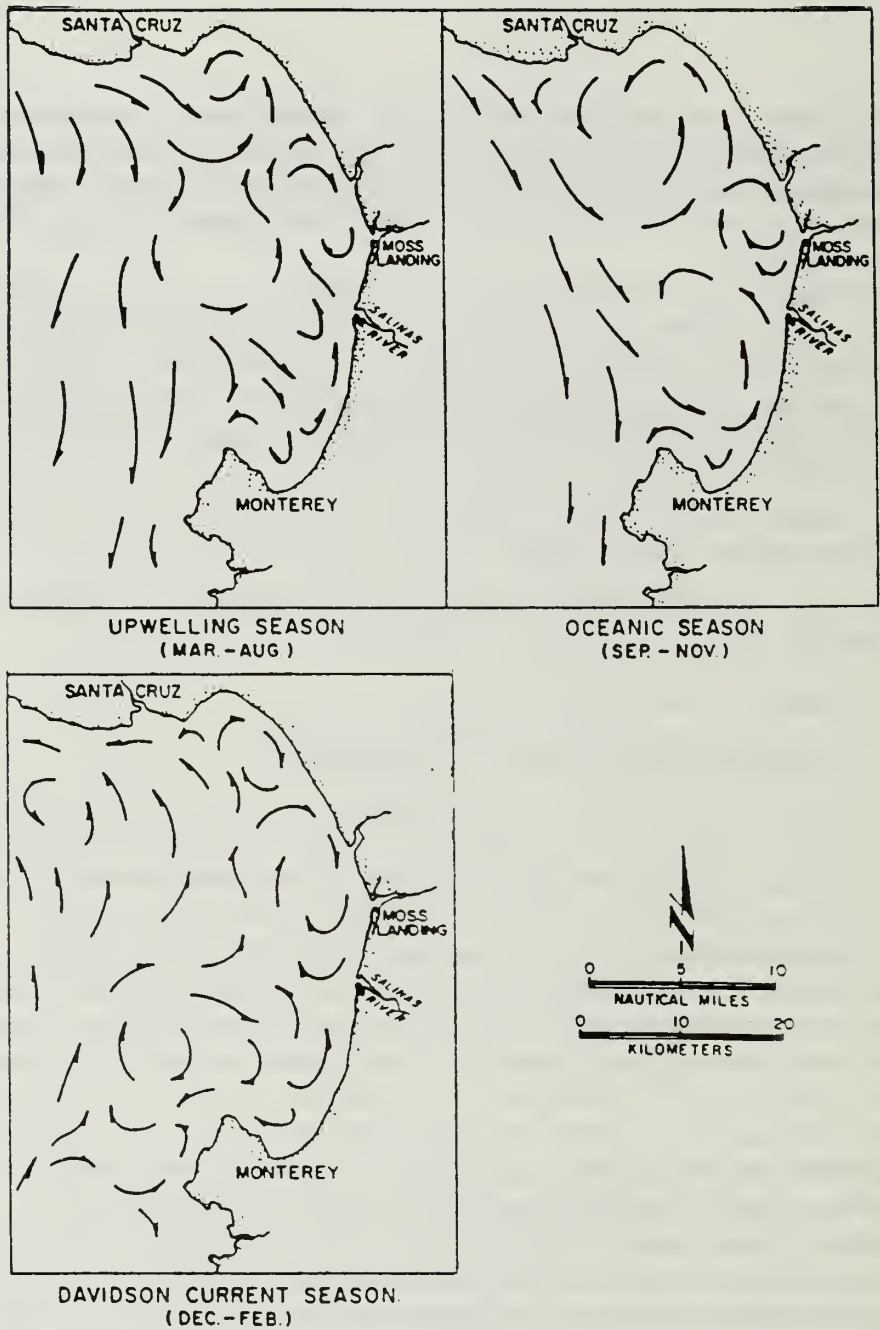 SANTA CRUZ
MOSS
LANDING
SALINAS
RIVER
MONTEREY
UPWELLING SEASON
(MAR.-AUG.)
SANTA CRUZ
MOSS
LANDING
SALINAS
RIVER
MONTEREY
OCEANIC SEASON
(SEP. - NOV.)
SANTA CRUZ
MOSS
LANDING
SALINAS
RIVER
MONTEREY
DAVIDSON CURRENT SEASON.
(DEC.-FEB.)
N
0 5 10
NAUTICAL MILES
0 10 20
KILOMETERS